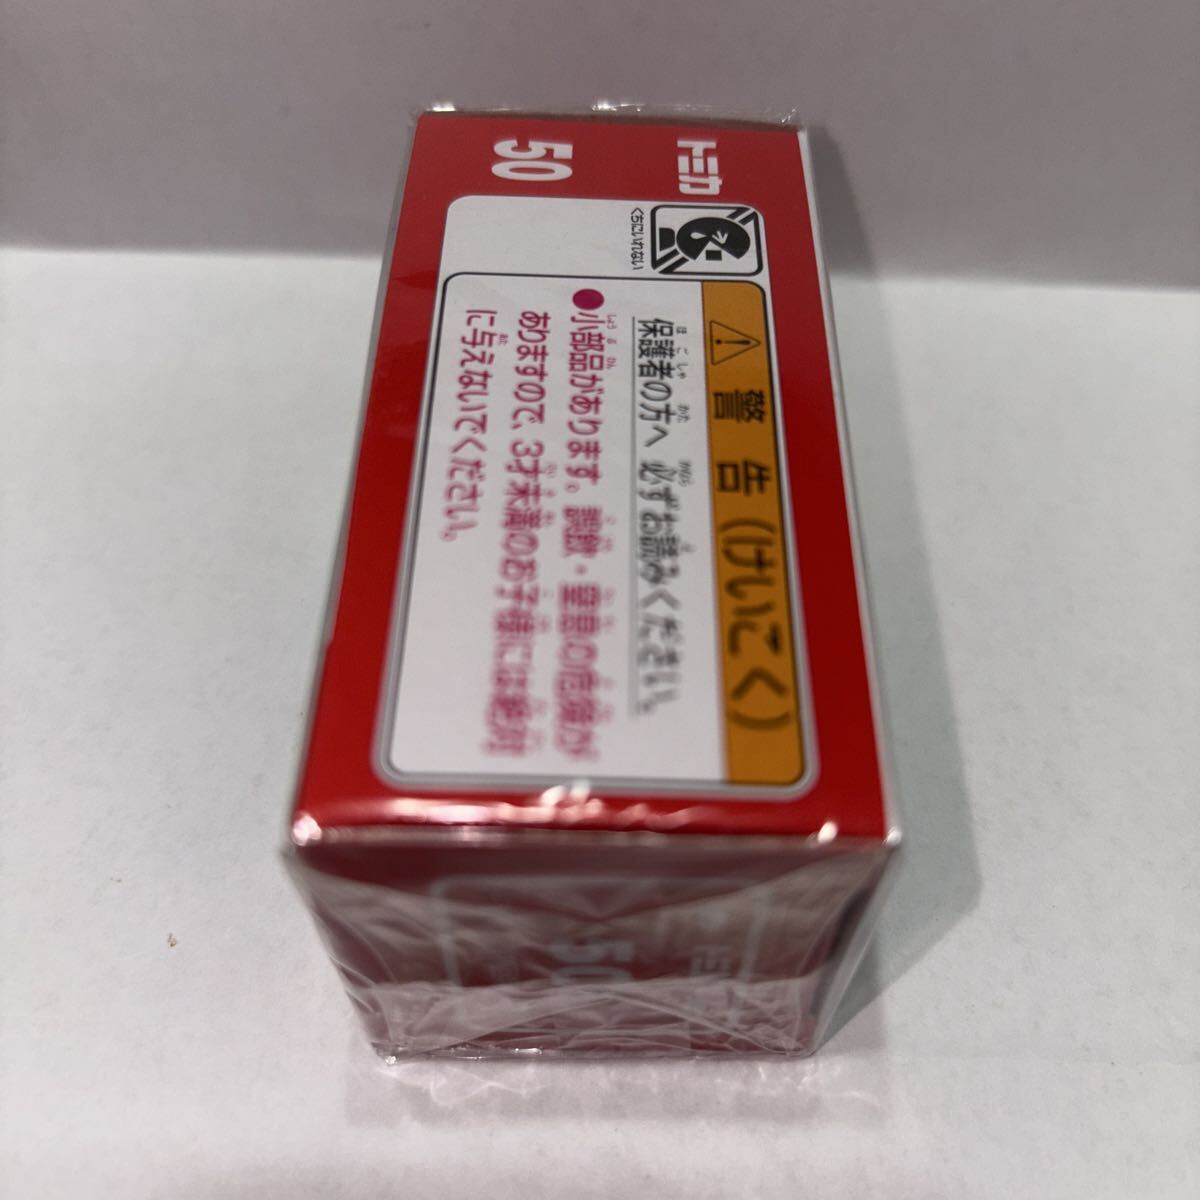 トミカ
50
くちにいれない
警告(けいこく)
保護者の方へ 必ずお読みください。
●小部品があります。誤飲・窒息の危険が
ありますので、3才未満のお子様には絶対
に与えないでください。
50